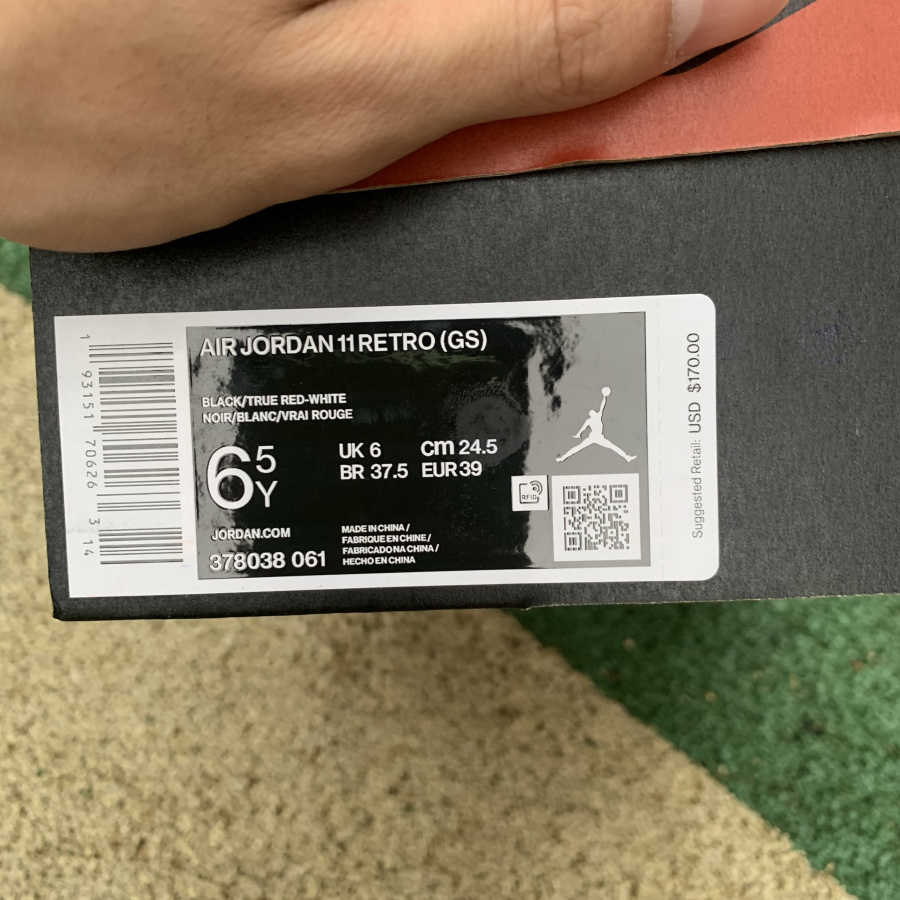 AIR JORDAN 11 RETRO (GS)
BLACK/TRUE RED-WHITE
NOIR/BLANC/VRAI ROUGE
6 5 Y
UK 6 cm 24.5
BR 37.5 EUR 39
RFID
JORDAN.COM
378038 061
MADE IN CHINA /
FABRIQUE EN CHINE /
FABRICADO NA CHINA /
HECHO EN CHINA
1 93151 70626 3 14
Suggested Retail: USD $170.00